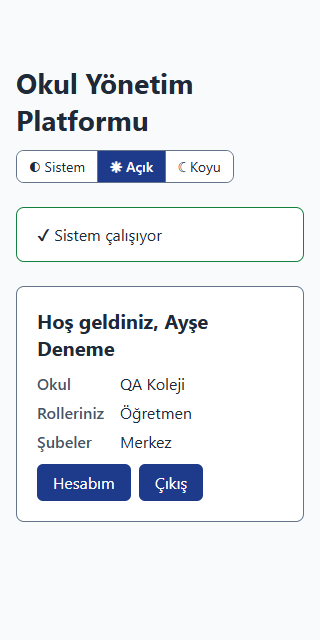 Okul Yönetim
Platformu
◐ Sistem ☀ Açık ☾ Koyu
✓ Sistem çalışıyor
Hoş geldiniz, Ayşe
Deneme
Okul QA Koleji
Rolleriniz Öğretmen
Şubeler Merkez
Hesabım Çıkış